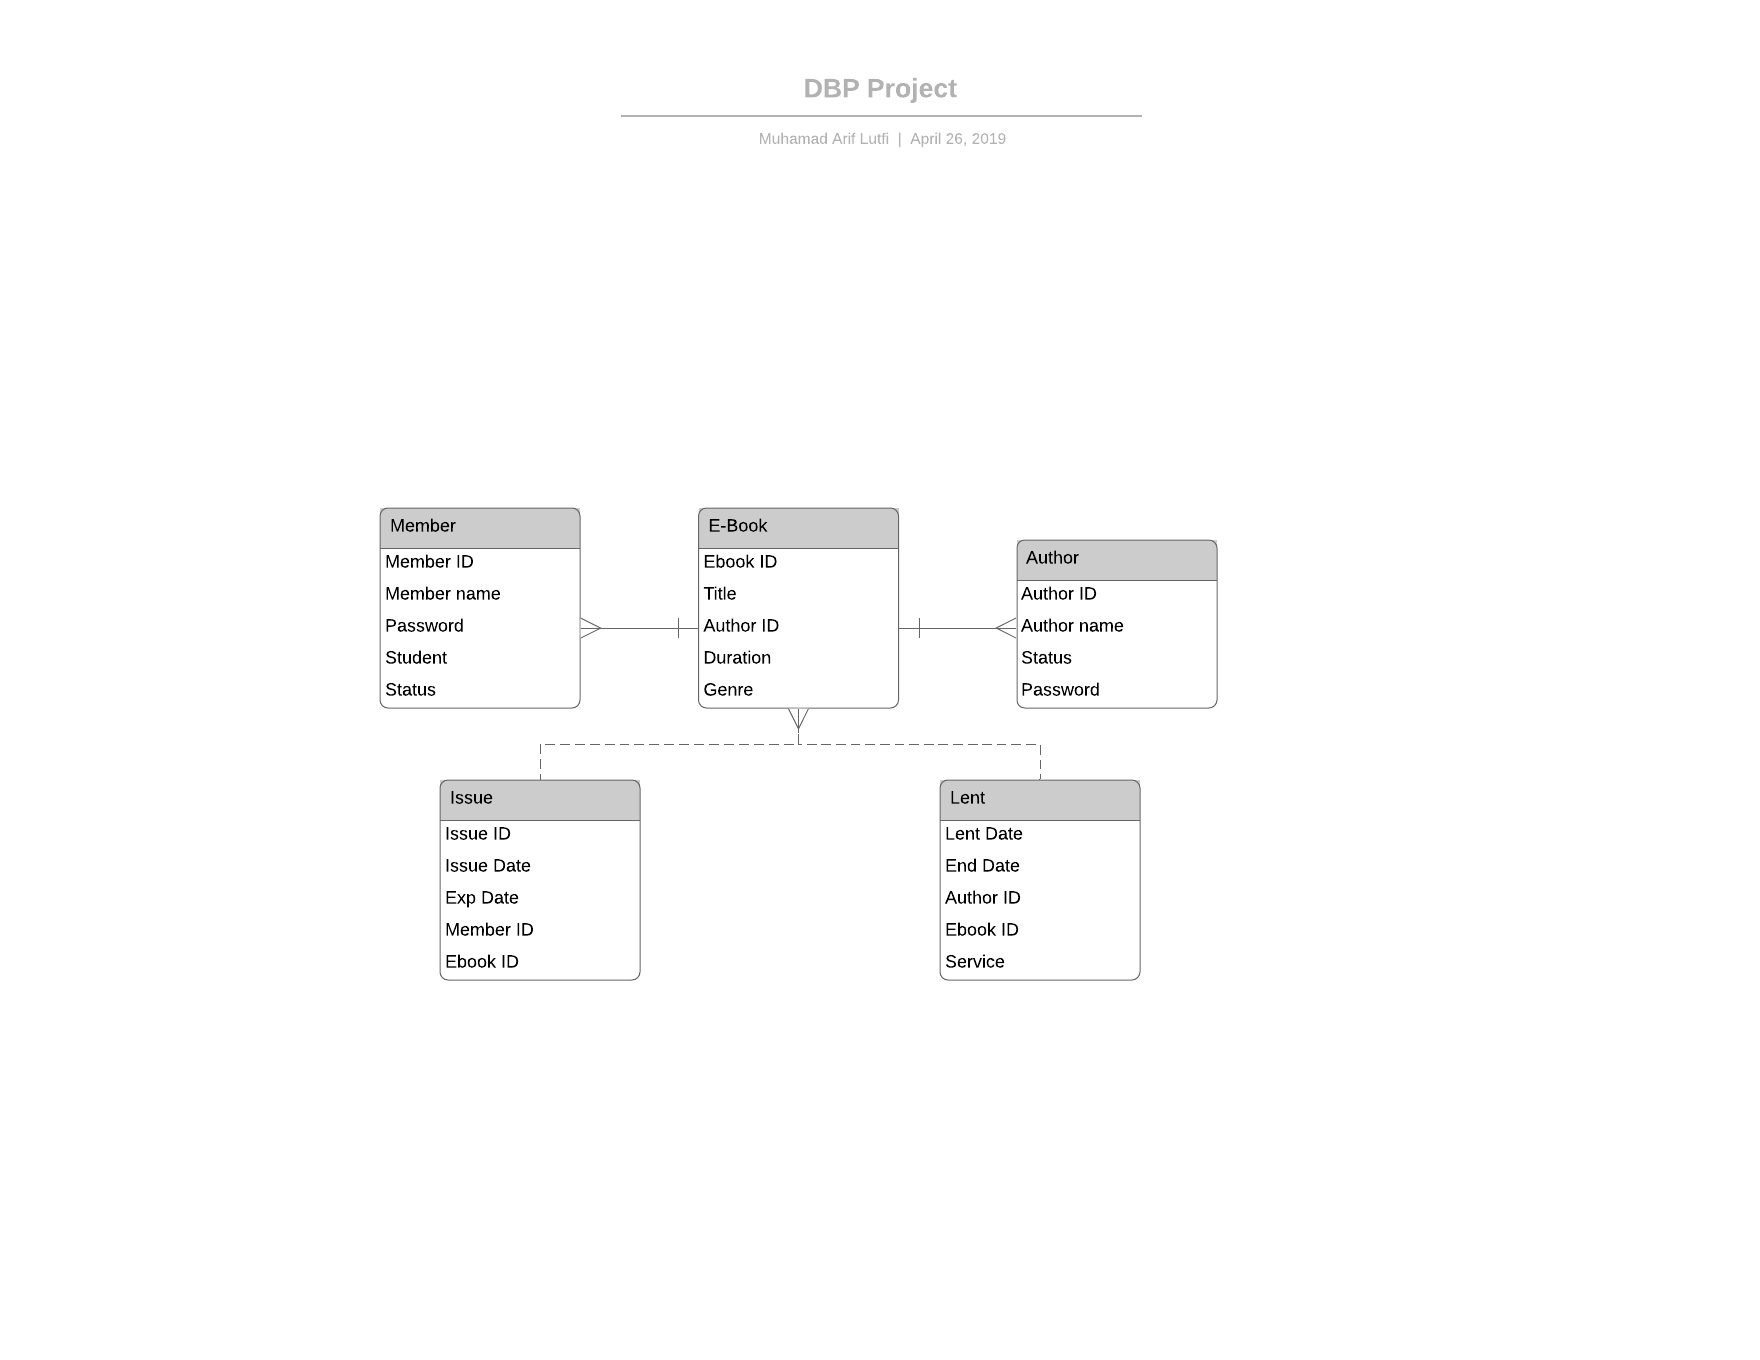 DBP Project
Muhamad Arif Lutfi | April 26, 2019
Member
Member ID
Member name
Password
Student
Status
E-Book
Ebook ID
Title
Author ID
Duration
Genre
Author
Author ID
Author name
Status
Password
Issue
Issue ID
Issue Date
Exp Date
Member ID
Ebook ID
Lent
Lent Date
End Date
Author ID
Ebook ID
Service